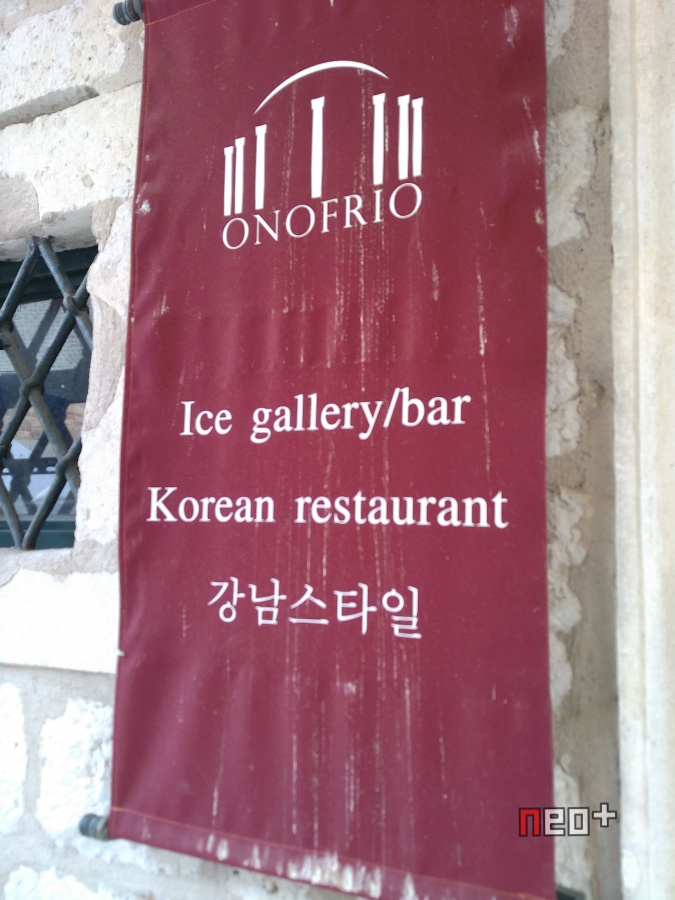 ONOFRIO
Ice gallery/bar
Korean restaurant
강남스타일
neo+